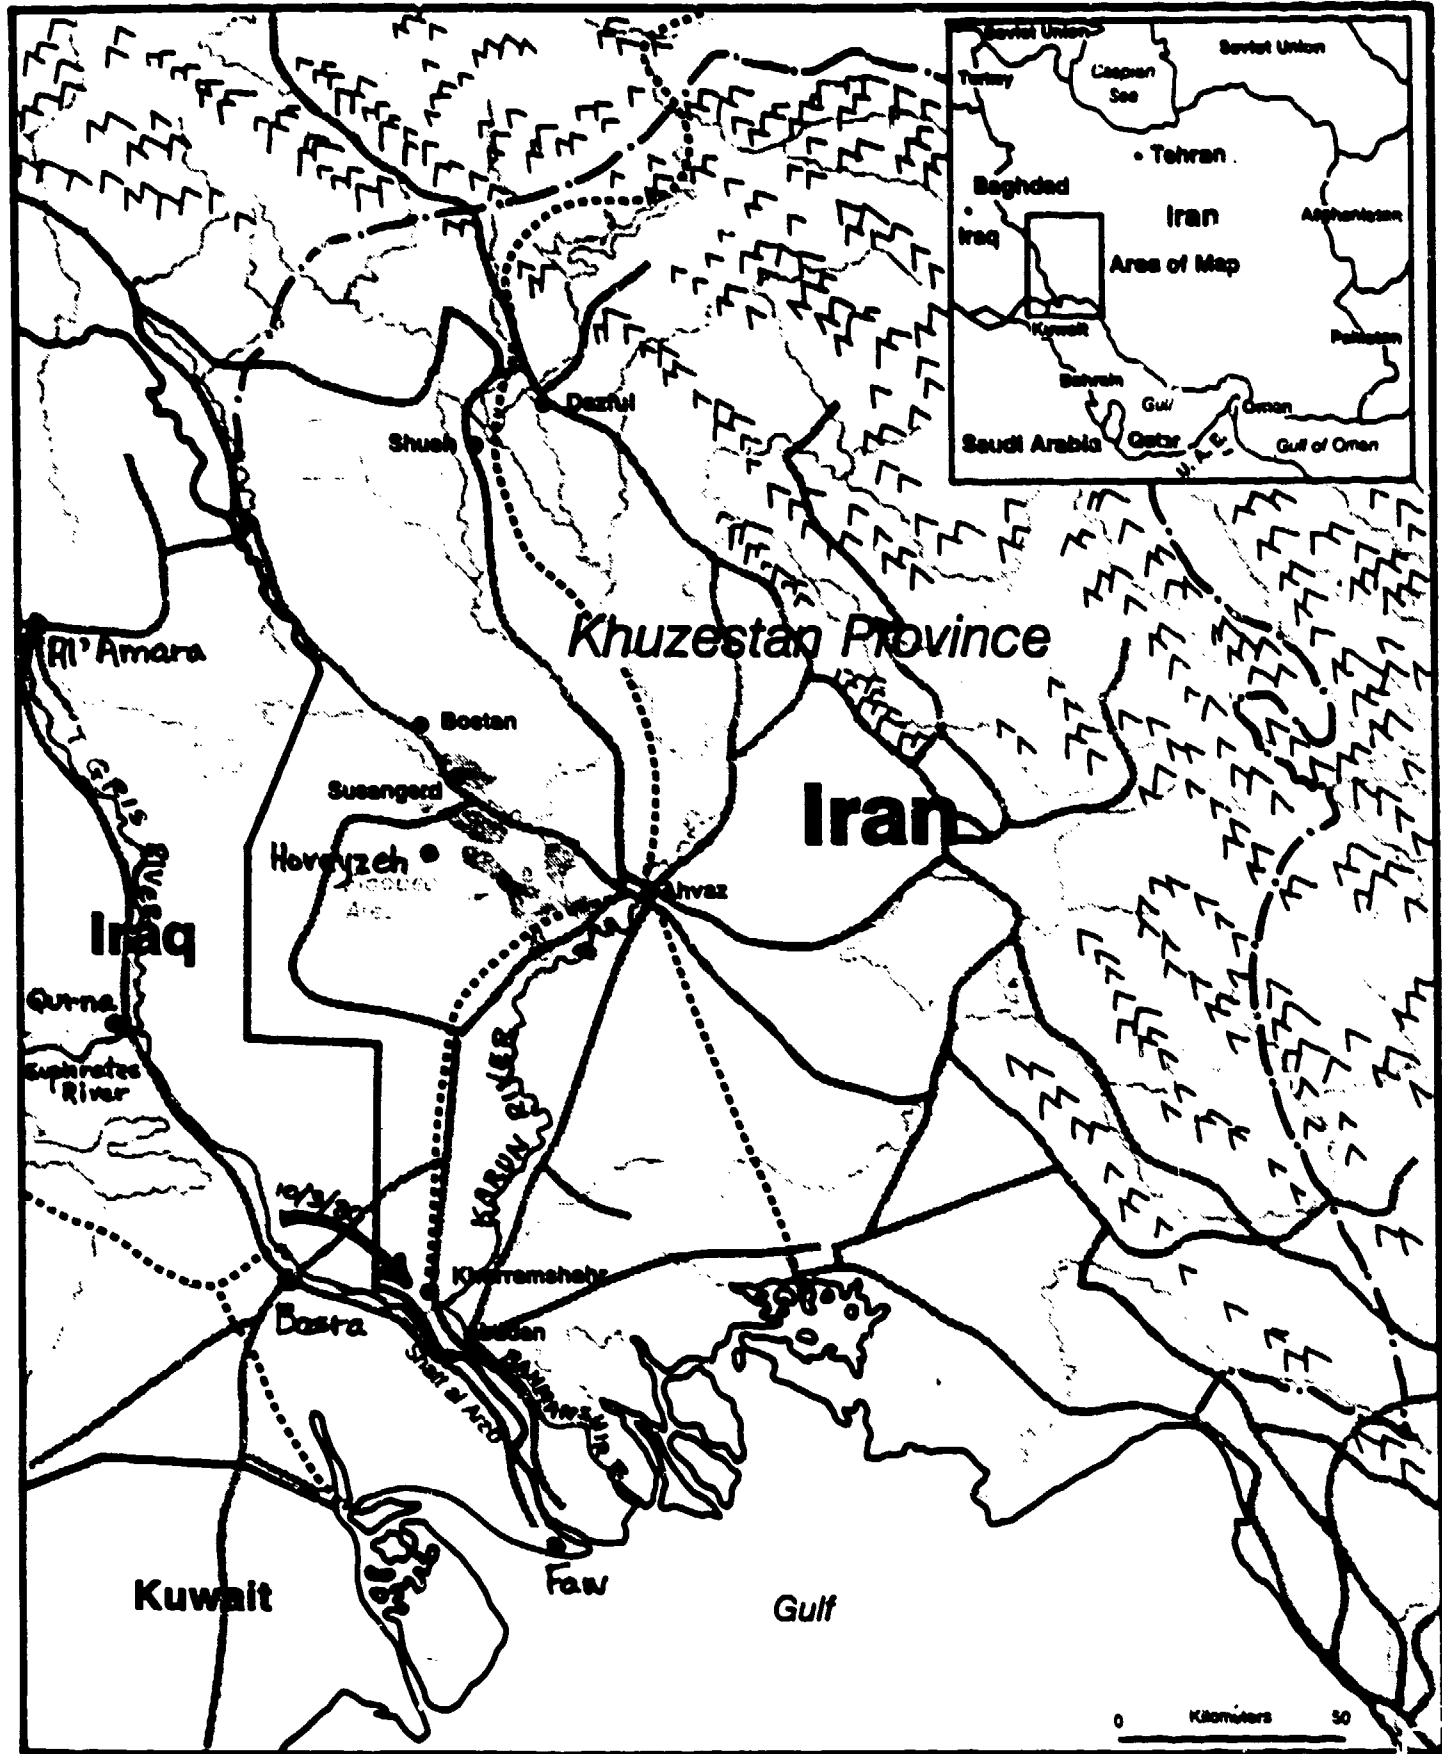 Soviet Union
Soviet Union
Turkey
Caspian
Sea
Tehran
Baghdad
Iran
Afghanistan
Iraq
Area of Map
Kuwait
Pakistan
Bahrain
Gulf
Oman
Saudi Arabia
Qatar
U.A.E.
Gulf of Oman
Dezful
Shush
Khuzestan Province
Al'Amara
Bostan
Susangerd
Iran
Hoveyzeh
Ahvaz
River
Iraq
Qurna
Euphrates
River
KARUN RIVER
Khorramshahr
Basra
Abadan
Shatt al Arab
Faw
Kuwait
Gulf
0 Kilometers 50